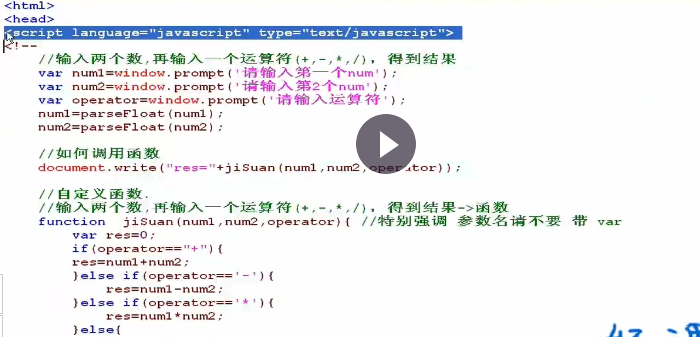 <html>
<head>
<script language="javascript" type="text/javascript">
<!--
//输入两个数,再输入一个运算符(+,-,*,/), 得到结果
var num1=window.prompt('请输入第一个num');
var num2=window.prompt('请输入第2个num');
var operator=window.prompt('请输入运算符');
num1=parseFloat(num1);
num2=parseFloat(num2);
//如何调用函数
document.write("res="+jiSuan(num1,num2,operator));
//自定义函数.
//输入两个数,再输入一个运算符(+,-,*,/), 得到结果->函数
function jiSuan(num1,num2,operator){ //特别强调 参数名请不要 带 var
var res=0;
if(operator=="+"){
res=num1+num2;
}else if(operator=='-'){
res=num1-num2;
}else if(operator=='*'){
res=num1*num2;
}else{